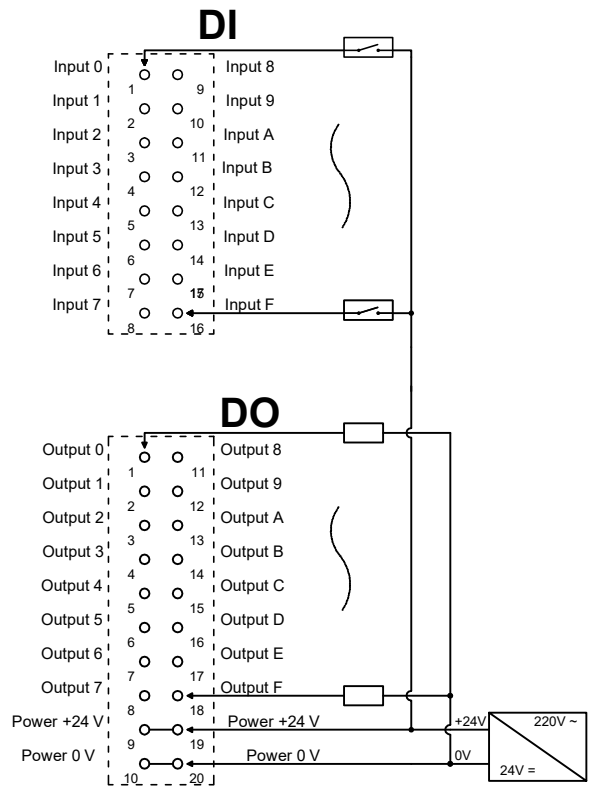 DI
Input 0 Input 8
1 9
Input 1 Input 9
2 10
Input 2 Input A
3 11
Input 3 Input B
4 12
Input 4 Input C
5 13
Input 5 Input D
6 14
Input 6 Input E
7 15
Input 7 Input F
8 16
DO
Output 0 Output 8
1 11
Output 1 Output 9
2 12
Output 2 Output A
3 13
Output 3 Output B
4 14
Output 4 Output C
5 15
Output 5 Output D
6 16
Output 6 Output E
7 17
Output 7 Output F
8 18
Power +24 V Power +24 V +24V 220V ~
9 19
Power 0 V Power 0 V 0V
24V =
10 20